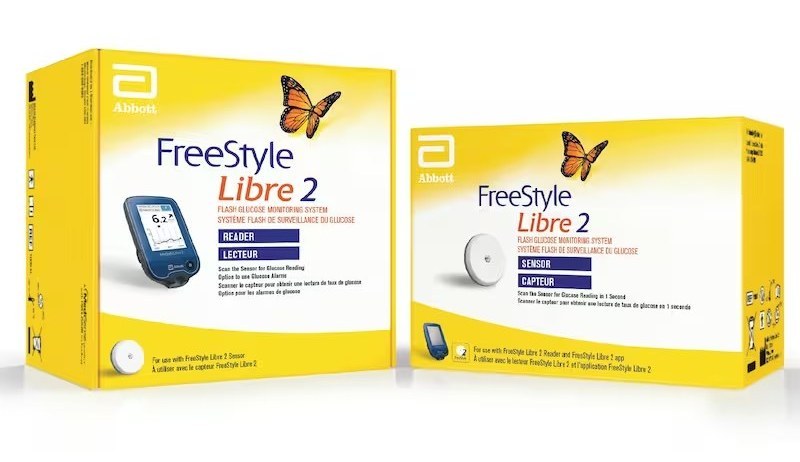 Abbott
FreeStyle
Libre 2
FLASH GLUCOSE MONITORING SYSTEM
SYSTÈME FLASH DE SURVEILLANCE DU GLUCOSE
READER
LECTEUR
Scan the Sensor for Glucose Reading
Option to use Glucose Alarms
Scanner le capteur pour obtenir une lecture de taux de glucose
Option pour les alarmes de glucose
6.2
For use with FreeStyle Libre 2 Sensor
À utiliser avec le capteur FreeStyle Libre 2
Abbott
FreeStyle
Libre 2
FLASH GLUCOSE MONITORING SYSTEM
SYSTÈME FLASH DE SURVEILLANCE DU GLUCOSE
SENSOR
CAPTEUR
Scan the Sensor for Glucose Reading in 1 Second
Scanner le capteur pour obtenir une lecture de taux de glucose en 1 seconde
2
For use with FreeStyle Libre 2 Reader and FreeStyle Libre 2 app
À utiliser avec le lecteur FreeStyle Libre 2 et l'application FreeStyle Libre 2